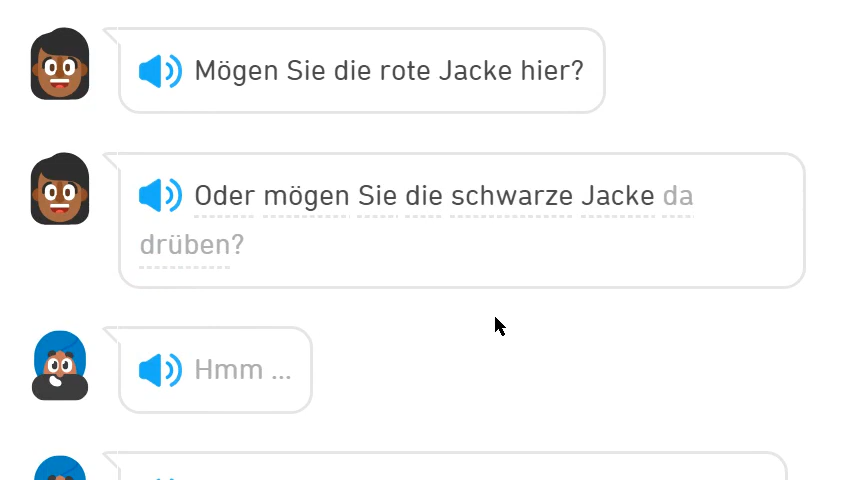 Mögen Sie die rote Jacke hier?
Oder mögen Sie die schwarze Jacke da
drüben?
Hmm ...